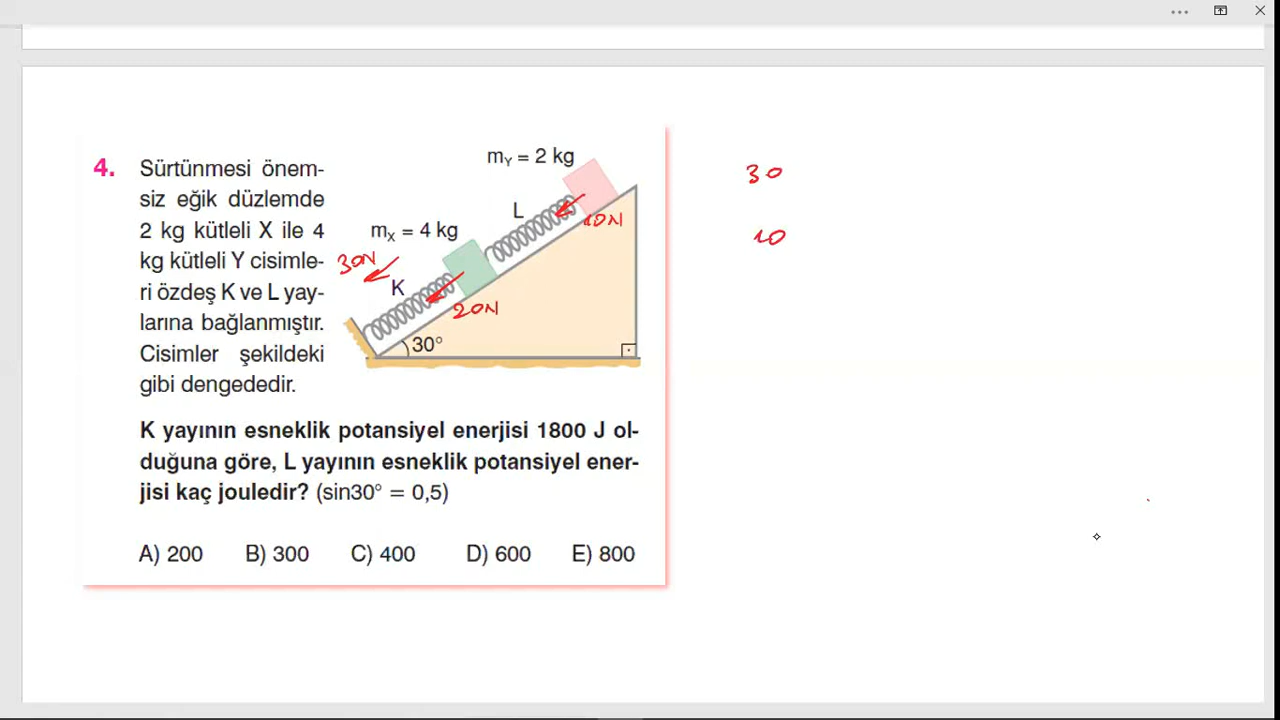 4. Sürtünmesi önem-
siz eğik düzlemde
2 kg kütleli X ile 4
kg kütleli Y cisimle-
ri özdeş K ve L yay-
larına bağlanmıştır.
Cisimler şekildeki
gibi dengededir.
mY = 2 kg
L
10N
mX = 4 kg
30N
K
20N
30°
K yayının esneklik potansiyel enerjisi 1800 J ol-
duğuna göre, L yayının esneklik potansiyel ener-
jisi kaç jouledir? (sin30° = 0,5)
A) 200 B) 300 C) 400 D) 600 E) 800
30
10